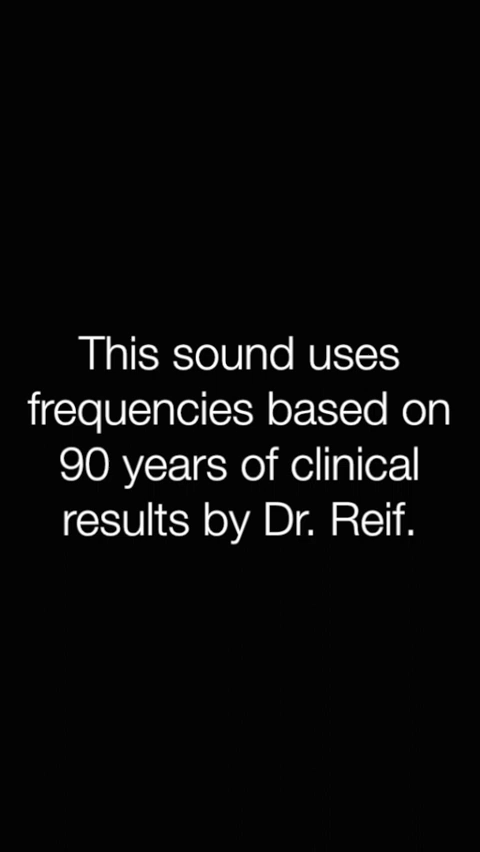 This sound uses
frequencies based on
90 years of clinical
results by Dr. Reif.